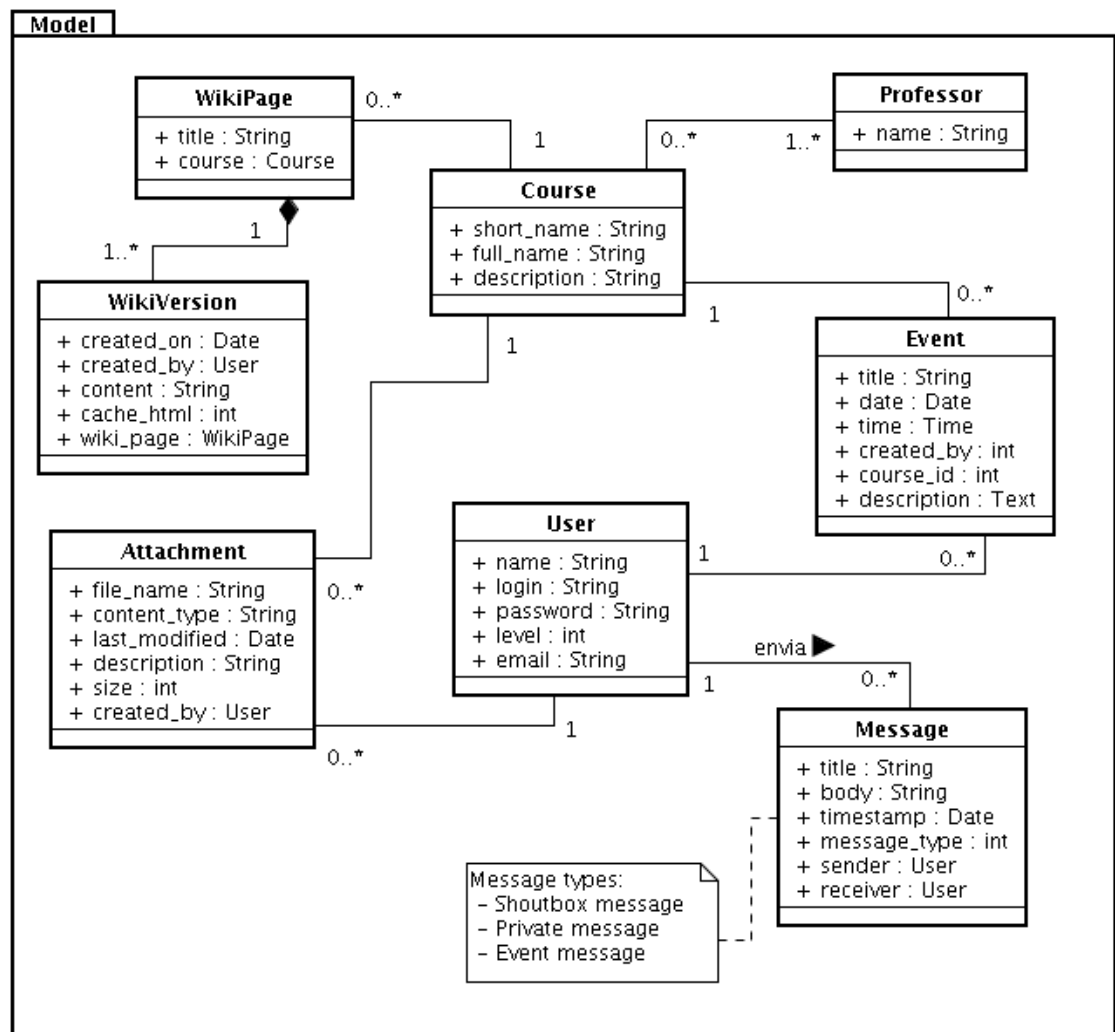 Model
WikiPage
+ title : String
+ course : Course
0..*
1
Professor
+ name : String
0..*
1..*
Course
+ short_name : String
+ full_name : String
+ description : String
1
1..*
WikiVersion
+ created_on : Date
+ created_by : User
+ content : String
+ cache_html : int
+ wiki_page : WikiPage
1
1
0..*
Event
+ title : String
+ date : Date
+ time : Time
+ created_by : int
+ course_id : int
+ description : Text
Attachment
+ file_name : String
+ content_type : String
+ last_modified : Date
+ description : String
+ size : int
+ created_by : User
0..*
0..*
User
+ name : String
+ login : String
+ password : String
+ level : int
+ email : String
1
0..*
envia
1
0..*
1
Message
+ title : String
+ body : String
+ timestamp : Date
+ message_type : int
+ sender : User
+ receiver : User
Message types:
– Shoutbox message
– Private message
– Event message